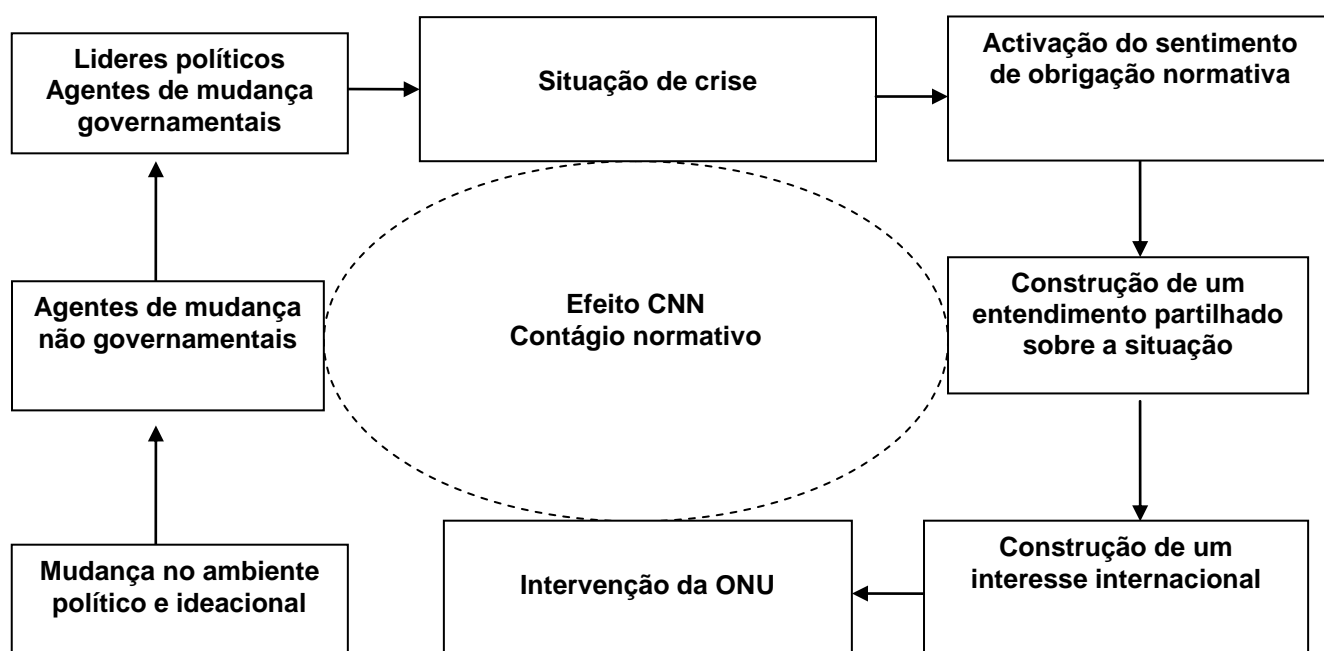 Lideres políticos
Agentes de mudança
governamentais
Situação de crise
Activação do sentimento
de obrigação normativa
Agentes de mudança
não governamentais
Efeito CNN
Contágio normativo
Construção de um
entendimento partilhado
sobre a situação
Mudança no ambiente
político e ideacional
Intervenção da ONU
Construção de um
interesse internacional